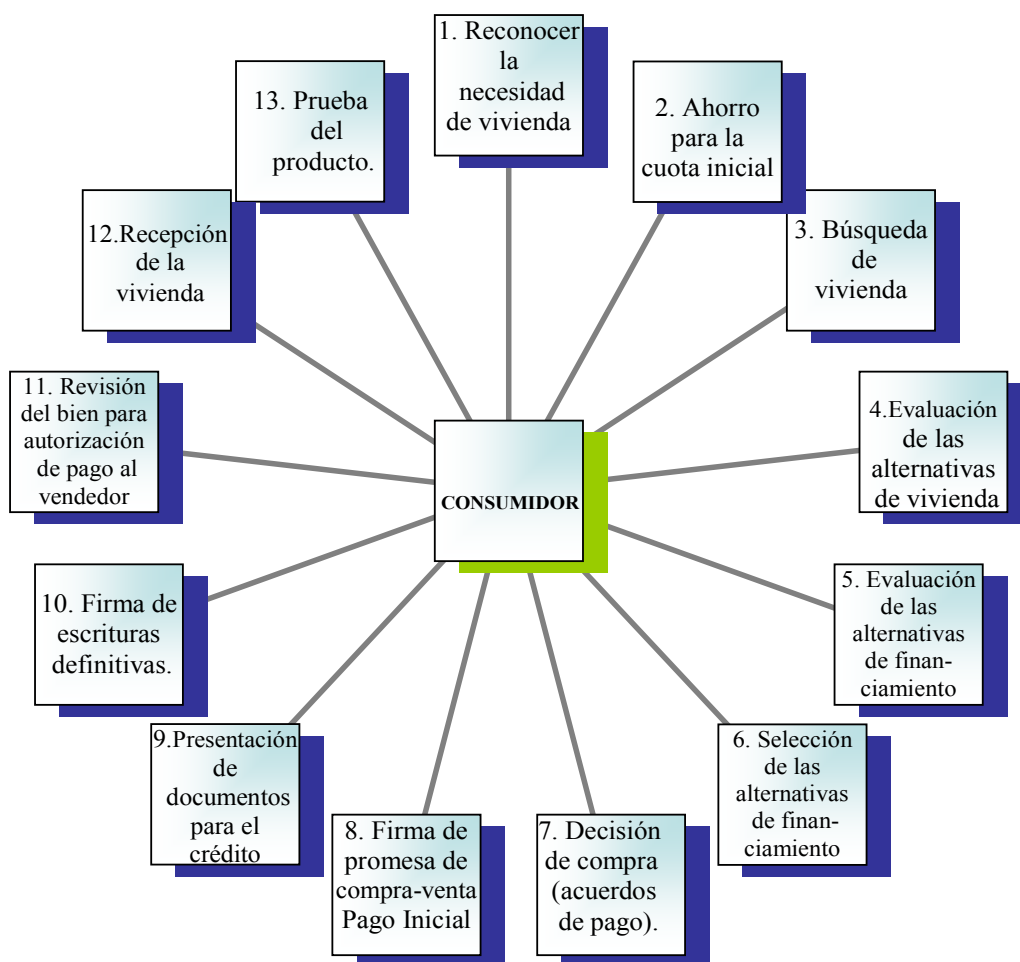 1. Reconocer
la
necesidad
de vivienda
2. Ahorro
para la
cuota inicial
3. Búsqueda
de
vivienda
4.Evaluación
de las
alternativas
de vivienda
5. Evaluación
de las
alternativas
de finan-
ciamiento
6. Selección
de las
alternativas
de finan-
ciamiento
7. Decisión
de compra
(acuerdos
de pago).
8. Firma de
promesa de
compra-venta
Pago Inicial
9.Presentación
de
documentos
para el
crédito
10. Firma de
escrituras
definitivas.
11. Revisión
del bien para
autorización
de pago al
vendedor
12.Recepción
de la
vivienda
13. Prueba
del
producto.
CONSUMIDOR